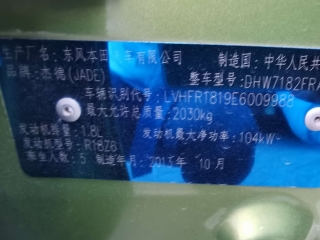 生产厂名：东风本田汽车有限公司 制造国：中华人民共
品牌：杰德(JADE) 整车型号：DHW7182FRA
车辆识别代号：LVHFR1819E6009988
最大允许总质量：2030kg
发动机排量：1.8L 发动机最大净功率：104kW
发动机型号：R18Z6
乘坐人数：5 制造年月：2013年 10月